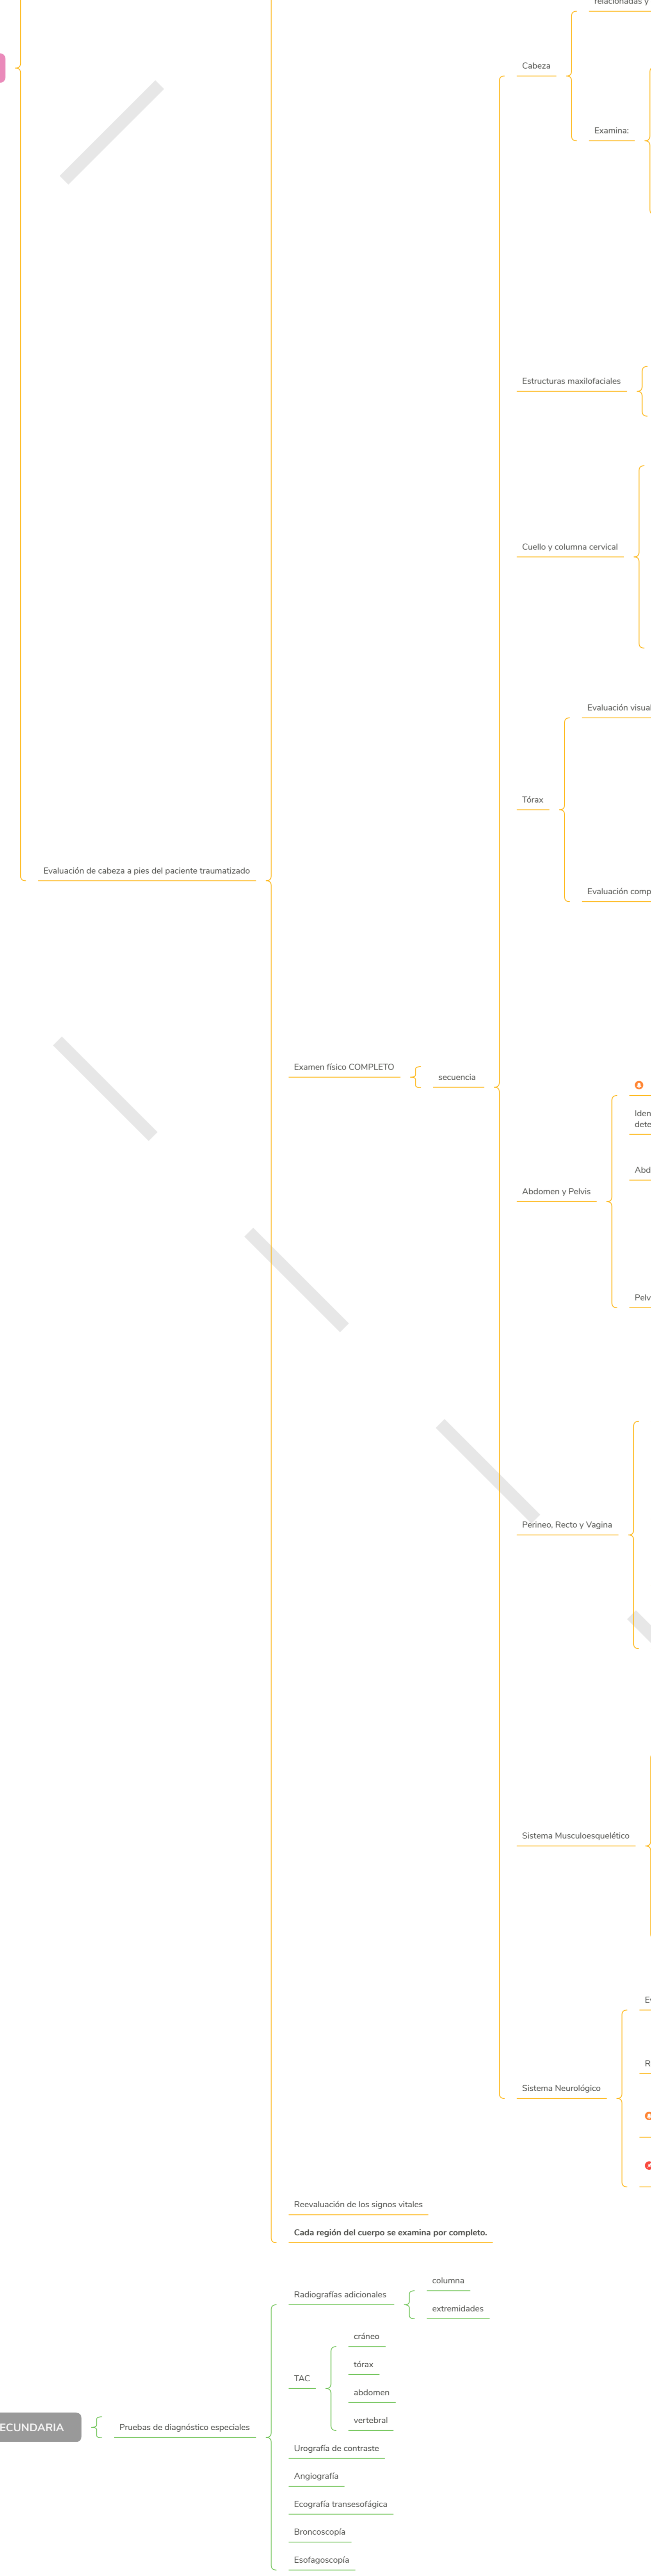 relacionadas y
Cabeza
Examina:
Estructuras maxilofaciales
Cuello y columna cervical
Evaluación visual
Tórax
Evaluación de cabeza a pies del paciente traumatizado
Evaluación comp
Examen físico COMPLETO
secuencia
Iden
dete
Abd
Abdomen y Pelvis
Pelv
Perineo, Recto y Vagina
Sistema Musculoesquelético
Ev
R
Sistema Neurológico
Reevaluación de los signos vitales
Cada región del cuerpo se examina por completo.
columna
Radiografías adicionales
extremidades
cráneo
tórax
TAC
abdomen
vertebral
ECUNDARIA
Pruebas de diagnóstico especiales
Urografía de contraste
Angiografía
Ecografía transesofágica
Broncoscopía
Esofagoscopía